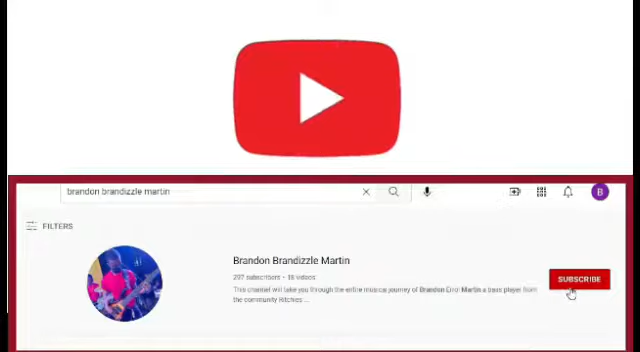 brandon brandizzle martin
B
FILTERS
Brandon Brandizzle Martin
297 subscribers • 18 videos
SUBSCRIBE
This channel will take you through the entire musical journey of Brandon Errol Martin a bass player from
the community Ritchies ...